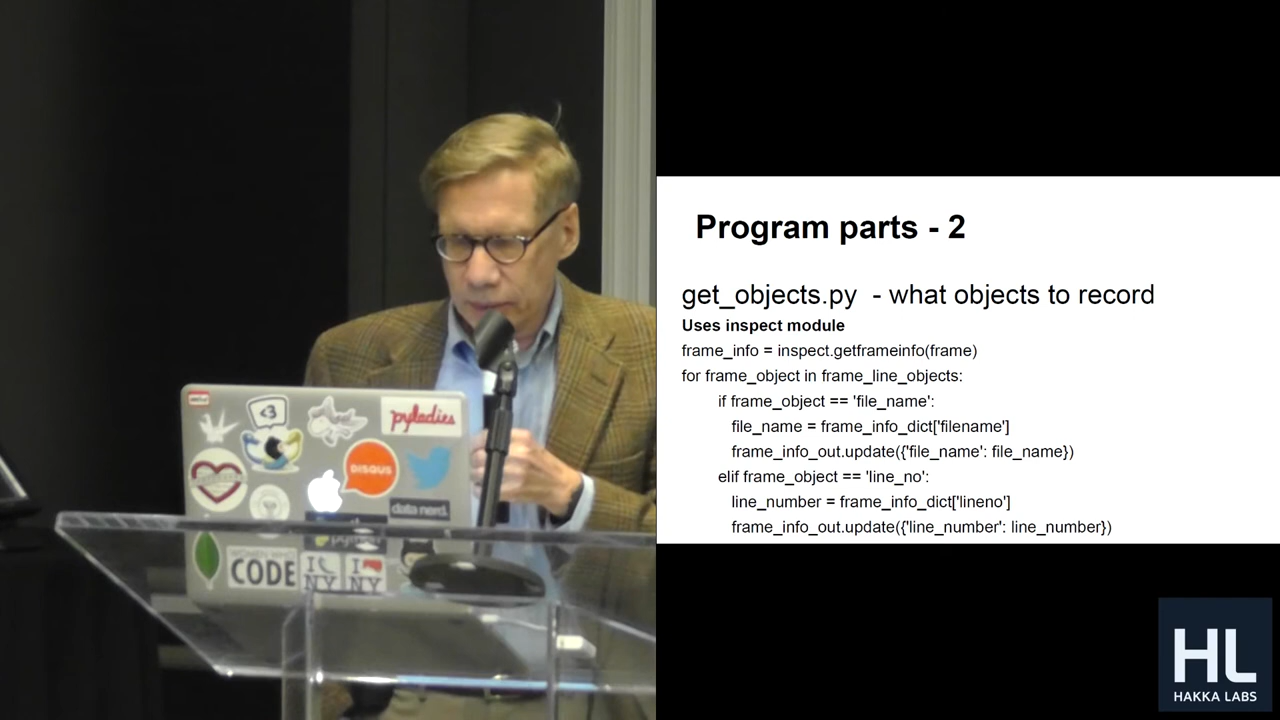 pyladies
DISQUS
data nerd.
python
CODE
I NY
I NY
Program parts - 2
get_objects.py - what objects to record
Uses inspect module
frame_info = inspect.getframeinfo(frame)
for frame_object in frame_line_objects:
if frame_object == 'file_name':
file_name = frame_info_dict['filename']
frame_info_out.update({'file_name': file_name})
elif frame_object == 'line_no':
line_number = frame_info_dict['lineno']
frame_info_out.update({'line_number': line_number})
HL
HAKKA LABS